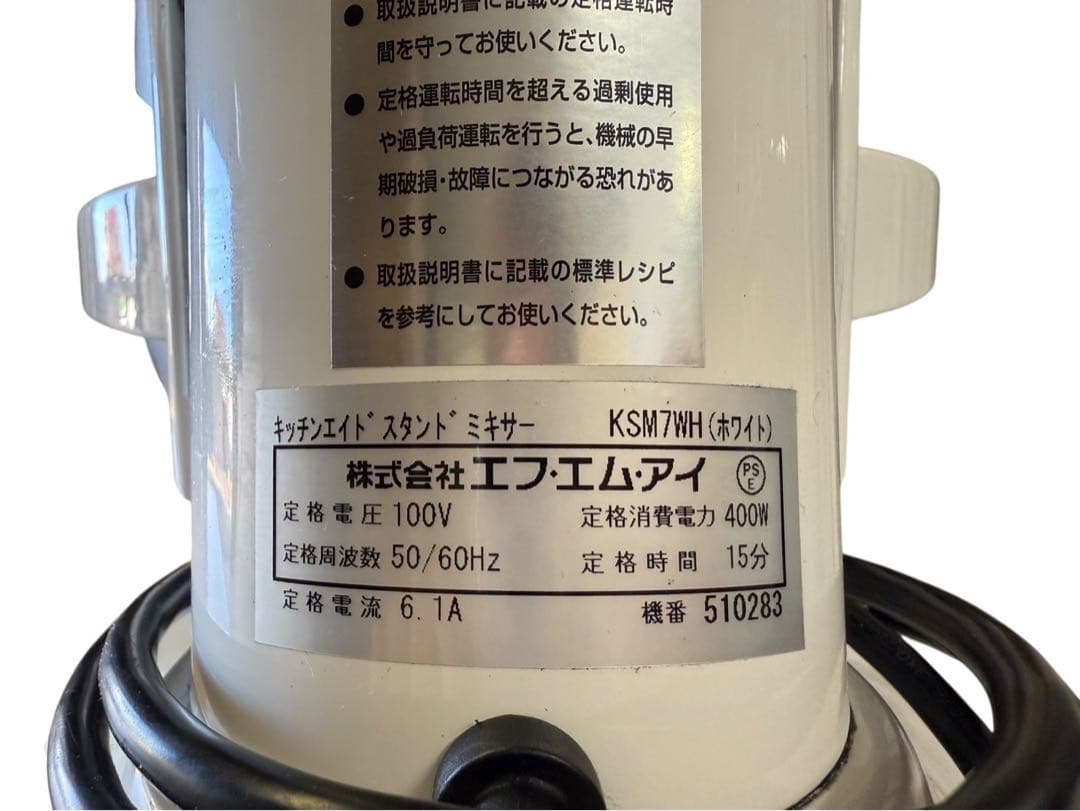 ● 取扱説明書に記載の定格運転時
間を守ってお使いください。
● 定格運転時間を超える過剰使用
や過負荷運転を行うと、機械の早
期破損・故障につながる恐れがあ
ります。
● 取扱説明書に記載の標準レシピ
を参考にしてお使いください。
キッチンエイド スタンド ミキサー KSM7WH(ホワイト)
株式会社 エフ・エム・アイ PS E
定格電圧 100V 定格消費電力 400W
定格周波数 50/60Hz 定格時間 15分
定格電流 6.1A 機番 510283